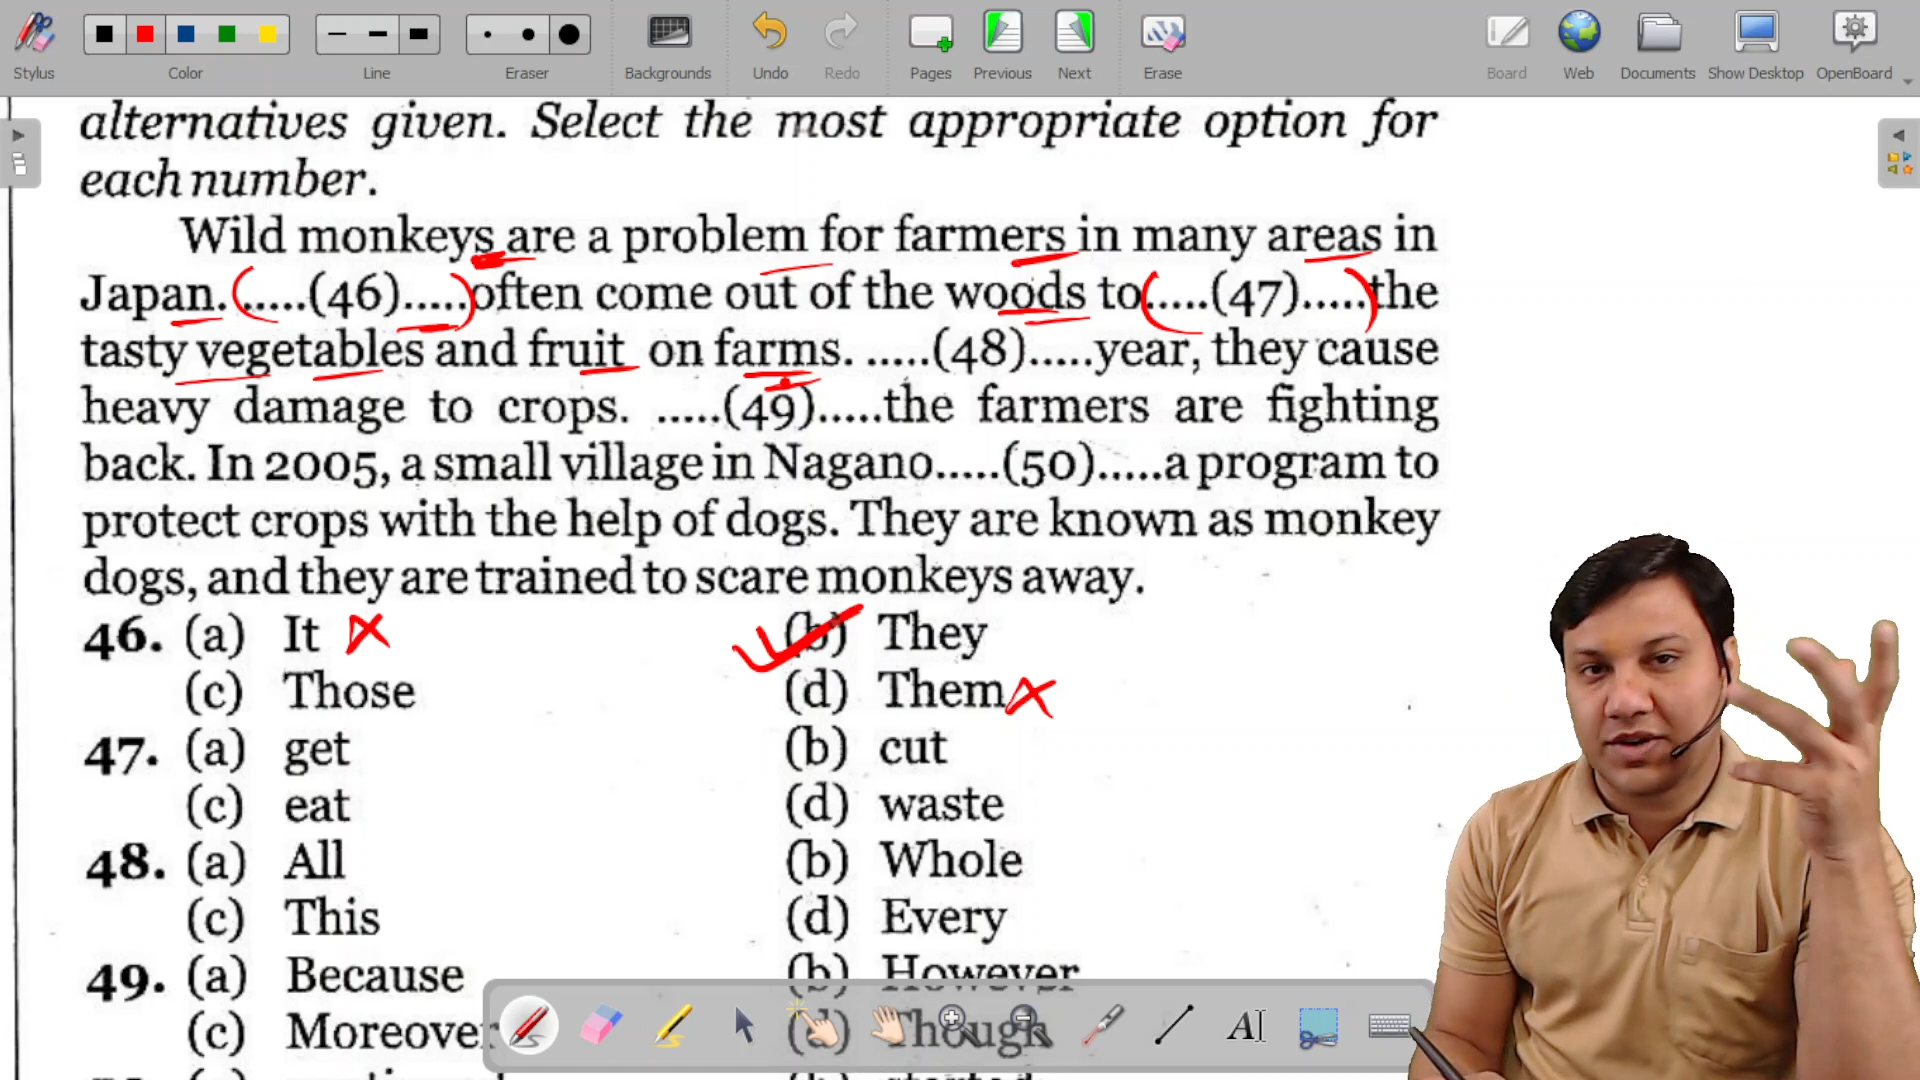 Stylus
Color
Line
Eraser
Backgrounds
Undo
Redo
Pages
Previous
Next
Erase
Board
Web
Documents
Show Desktop
OpenBoard
alternatives given. Select the most appropriate option for
each number.
Wild monkeys are a problem for farmers in many areas in
Japan. .....(46).....often come out of the woods to.....(47).....the
tasty vegetables and fruit on farms. .....(48).....year, they cause
heavy damage to crops. .....(49).....the farmers are fighting
back. In 2005, a small village in Nagano.....(50).....a program to
protect crops with the help of dogs. They are known as monkey
dogs, and they are trained to scare monkeys away.
46. (a) It (b) They
(c) Those (d) Them
47. (a) get (b) cut
(c) eat (d) waste
48. (a) All (b) Whole
(c) This (d) Every
49. (a) Because (b) However
(c) Moreover (d) Though